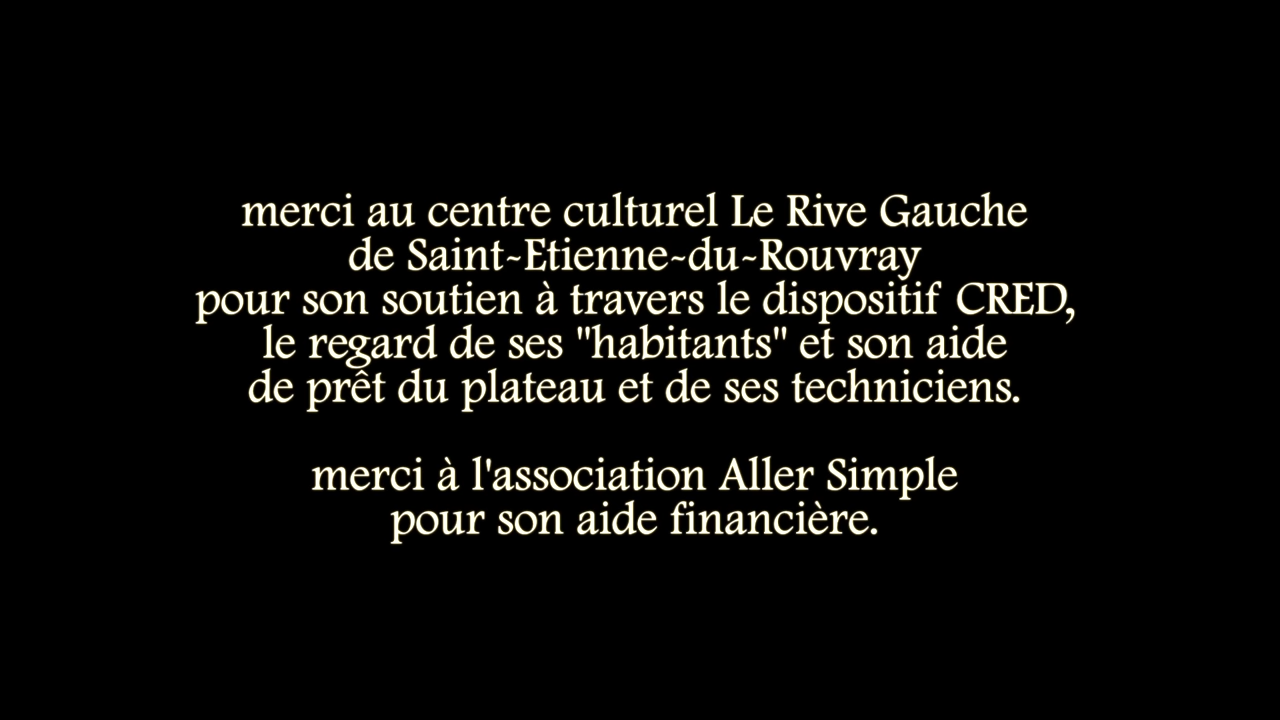 merci au centre culturel Le Rive Gauche
de Saint-Etienne-du-Rouvray
pour son soutien à travers le dispositif CRED,
le regard de ses "habitants" et son aide
de prêt du plateau et de ses techniciens.
merci à l'association Aller Simple
pour son aide financière.